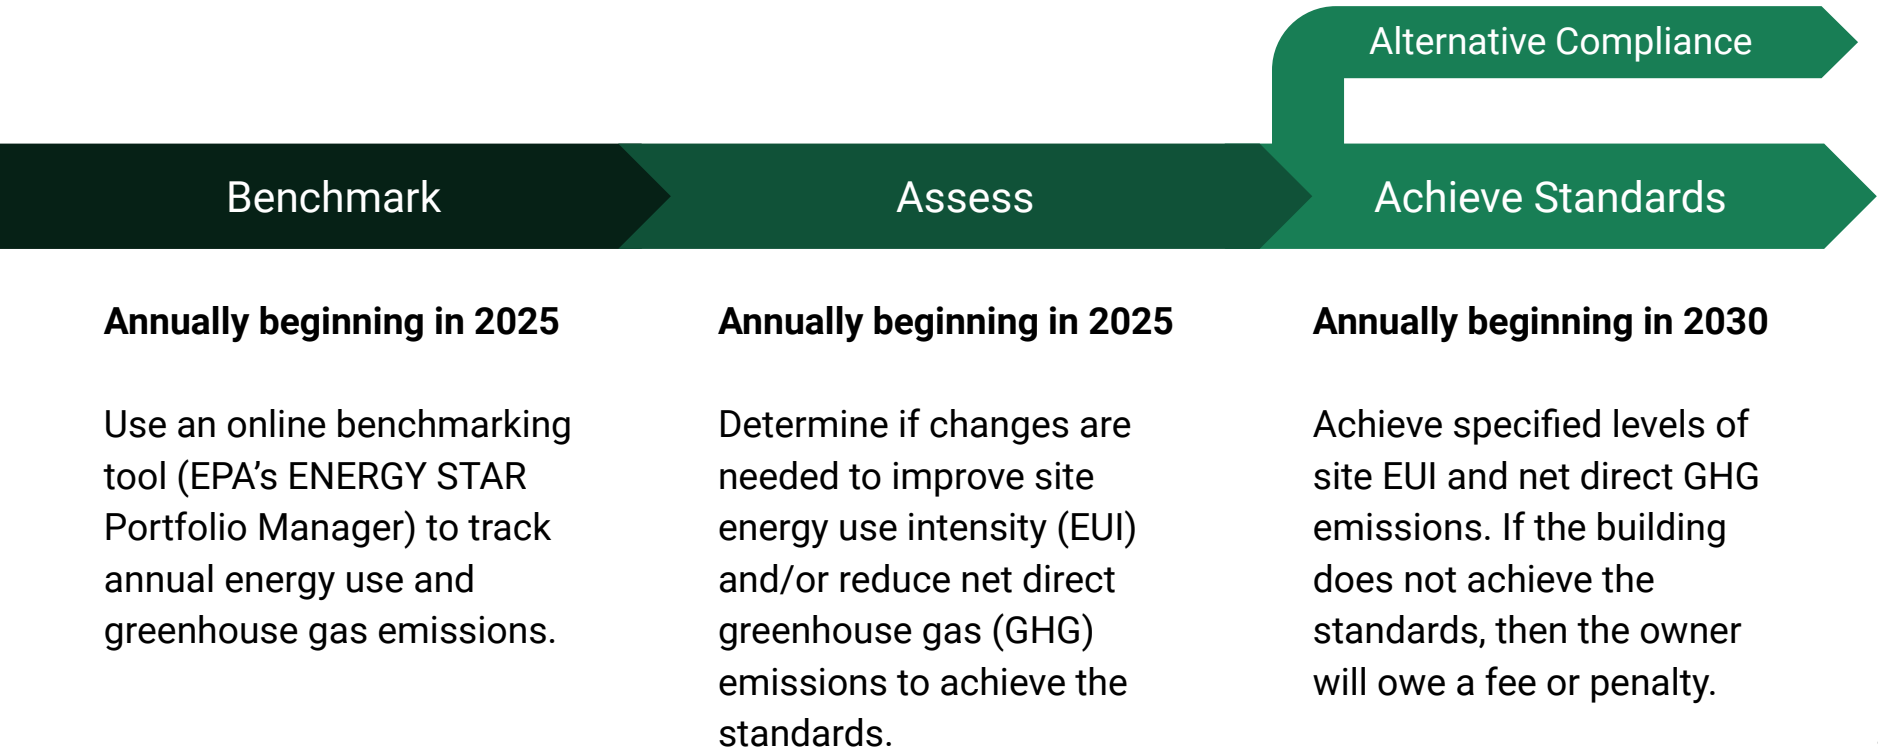 Alternative Compliance
Benchmark
Assess
Achieve Standards
Annually beginning in 2025
Use an online benchmarking
tool (EPA’s ENERGY STAR
Portfolio Manager) to track
annual energy use and
greenhouse gas emissions.
Annually beginning in 2025
Determine if changes are
needed to improve site
energy use intensity (EUI)
and/or reduce net direct
greenhouse gas (GHG)
emissions to achieve the
standards.
Annually beginning in 2030
Achieve specified levels of
site EUI and net direct GHG
emissions. If the building
does not achieve the
standards, then the owner
will owe a fee or penalty.